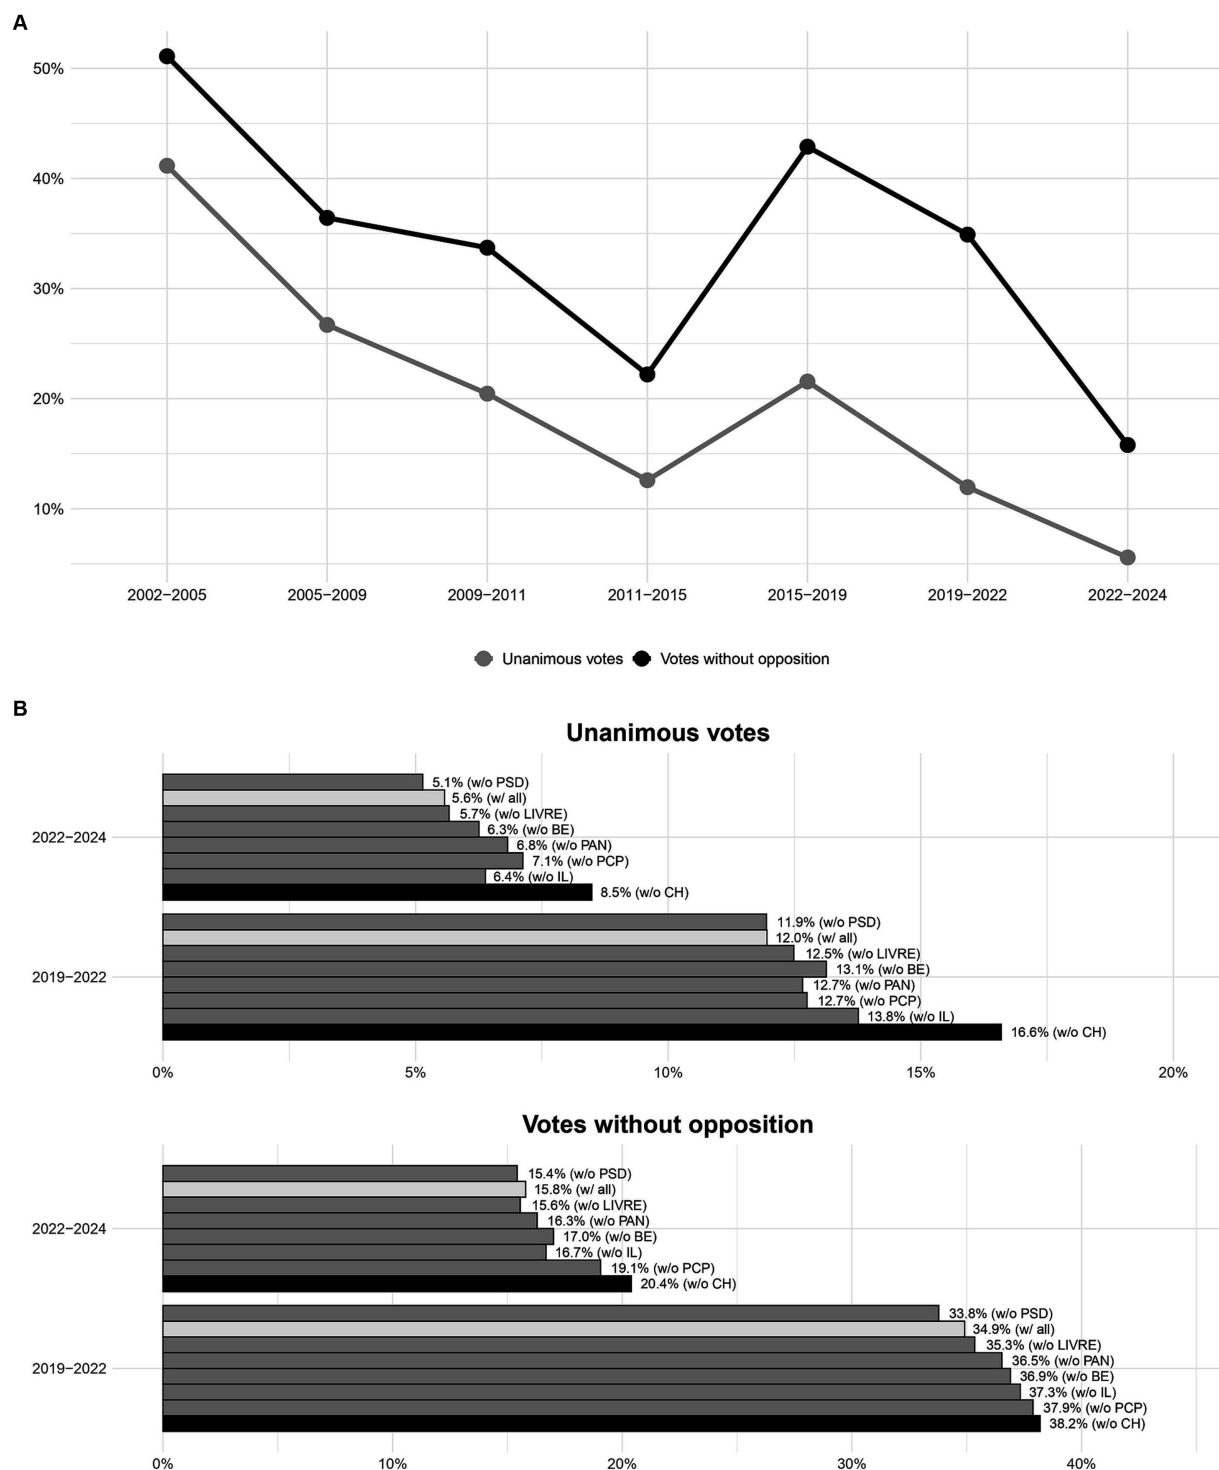 A
50%
40%
30%
20%
10%
2002−2005 2005−2009 2009−2011 2011−2015 2015−2019 2019−2022 2022−2024
Unanimous votes Votes without opposition
B
Unanimous votes
5.1% (w/o PSD)
5.6% (w/ all)
5.7% (w/o LIVRE)
6.3% (w/o BE)
2022−2024
6.8% (w/o PAN)
7.1% (w/o PCP)
6.4% (w/o IL)
8.5% (w/o CH)
11.9% (w/o PSD)
12.0% (w/ all)
12.5% (w/o LIVRE)
13.1% (w/o BE)
2019−2022
12.7% (w/o PAN)
12.7% (w/o PCP)
13.8% (w/o IL)
16.6% (w/o CH)
0% 5% 10% 15% 20%
Votes without opposition
15.4% (w/o PSD)
15.8% (w/ all)
15.6% (w/o LIVRE)
16.3% (w/o PAN)
2022−2024
17.0% (w/o BE)
16.7% (w/o IL)
19.1% (w/o PCP)
20.4% (w/o CH)
33.8% (w/o PSD)
34.9% (w/ all)
35.3% (w/o LIVRE)
36.5% (w/o PAN)
2019−2022
36.9% (w/o BE)
37.3% (w/o IL)
37.9% (w/o PCP)
38.2% (w/o CH)
0% 10% 20% 30% 40%